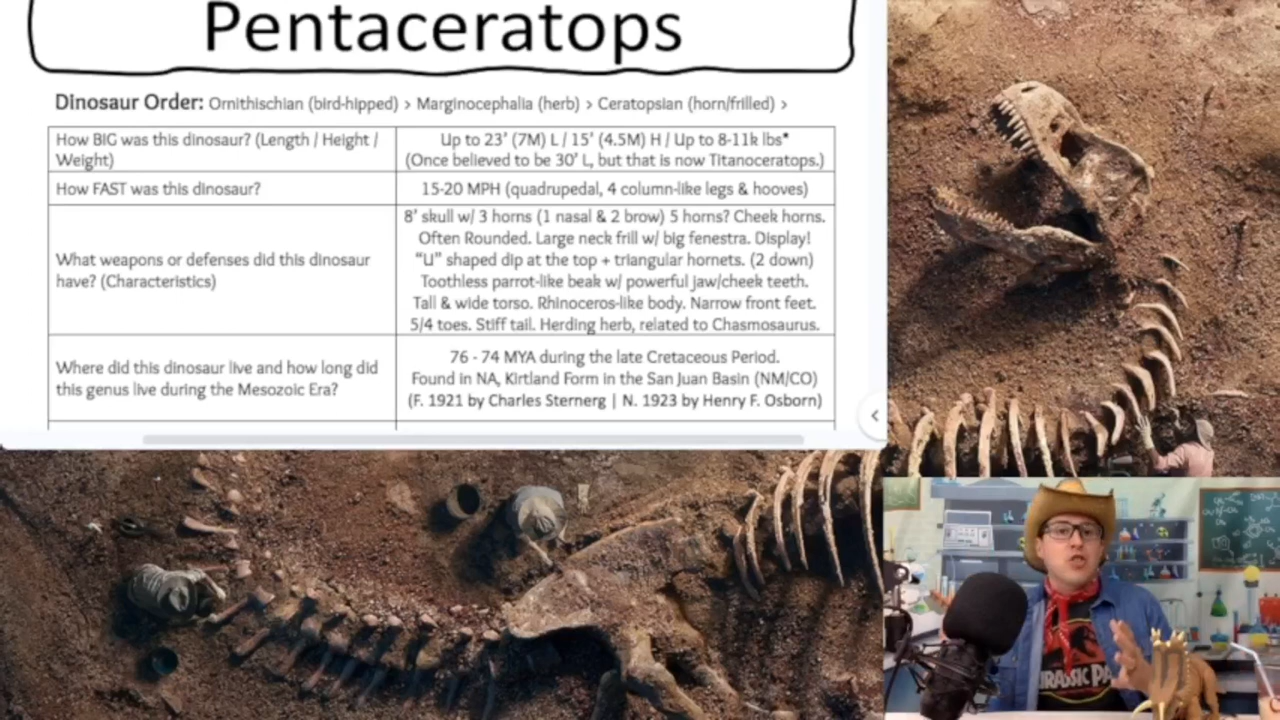 Pentaceratops
Dinosaur Order: Ornithischian (bird-hipped) > Marginocephalia (herb) > Ceratopsian (horn/frilled) >
How BIG was this dinosaur? (Length / Height /
Weight)
Up to 23' (7M) L / 15' (4.5M) H / Up to 8-11k lbs*
(Once believed to be 30' L, but that is now Titanoceratops.)
How FAST was this dinosaur?
15-20 MPH (quadrupedal, 4 column-like legs & hooves)
What weapons or defenses did this dinosaur
have? (Characteristics)
8' skull w/ 3 horns (1 nasal & 2 brow) 5 horns? Cheek horns.
Often Rounded. Large neck frill w/ big fenestra. Display!
"U" shaped dip at the top + triangular hornets. (2 down)
Toothless parrot-like beak w/ powerful jaw/cheek teeth.
Tall & wide torso. Rhinoceros-like body. Narrow front feet.
5/4 toes. Stiff tail. Herding herb, related to Chasmosaurus.
Where did this dinosaur live and how long did
this genus live during the Mesozoic Era?
76 - 74 MYA during the late Cretaceous Period.
Found in NA, Kirtland Form in the San Juan Basin (NM/CO)
(F. 1921 by Charles Sternerg | N. 1923 by Henry F. Osborn)
JURASSIC PA